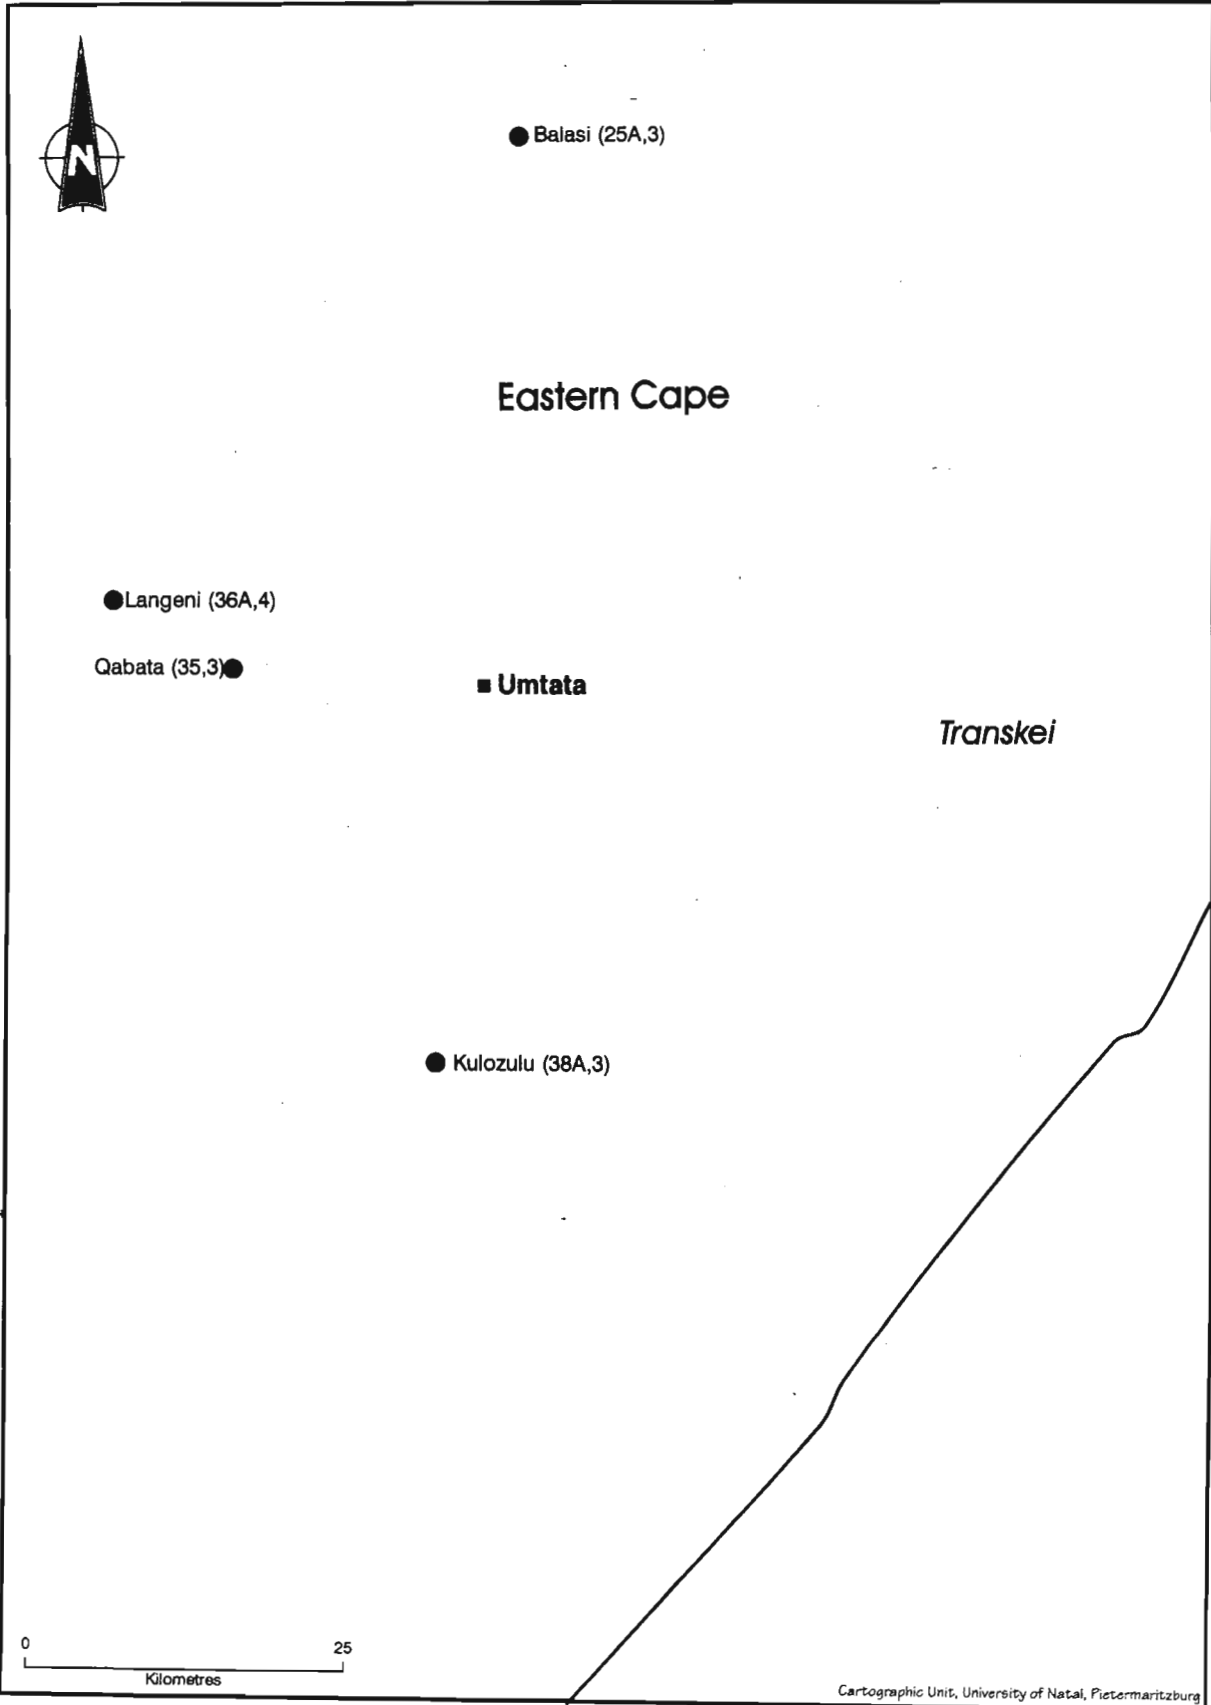 N
Balasi (25A,3)
Eastern Cape
Langeni (36A,4)
Qabata (35,3)
Umtata
Transkei
Kulozulu (38A,3)
0 25
Kilometres
Cartographic Unit, University of Natal, Pietermaritzburg